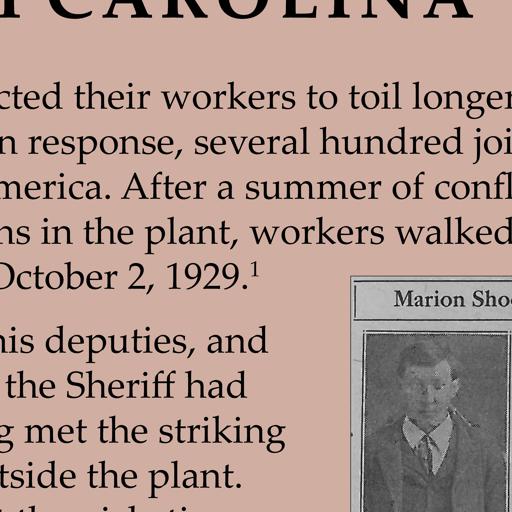 CAROLINA
cted their workers to toil longer
n response, several hundred joi
merica. After a summer of confl
ns in the plant, workers walked
October 2, 1929.¹
Marion Sho
his deputies, and
the Sheriff had
g met the striking
tside the plant.